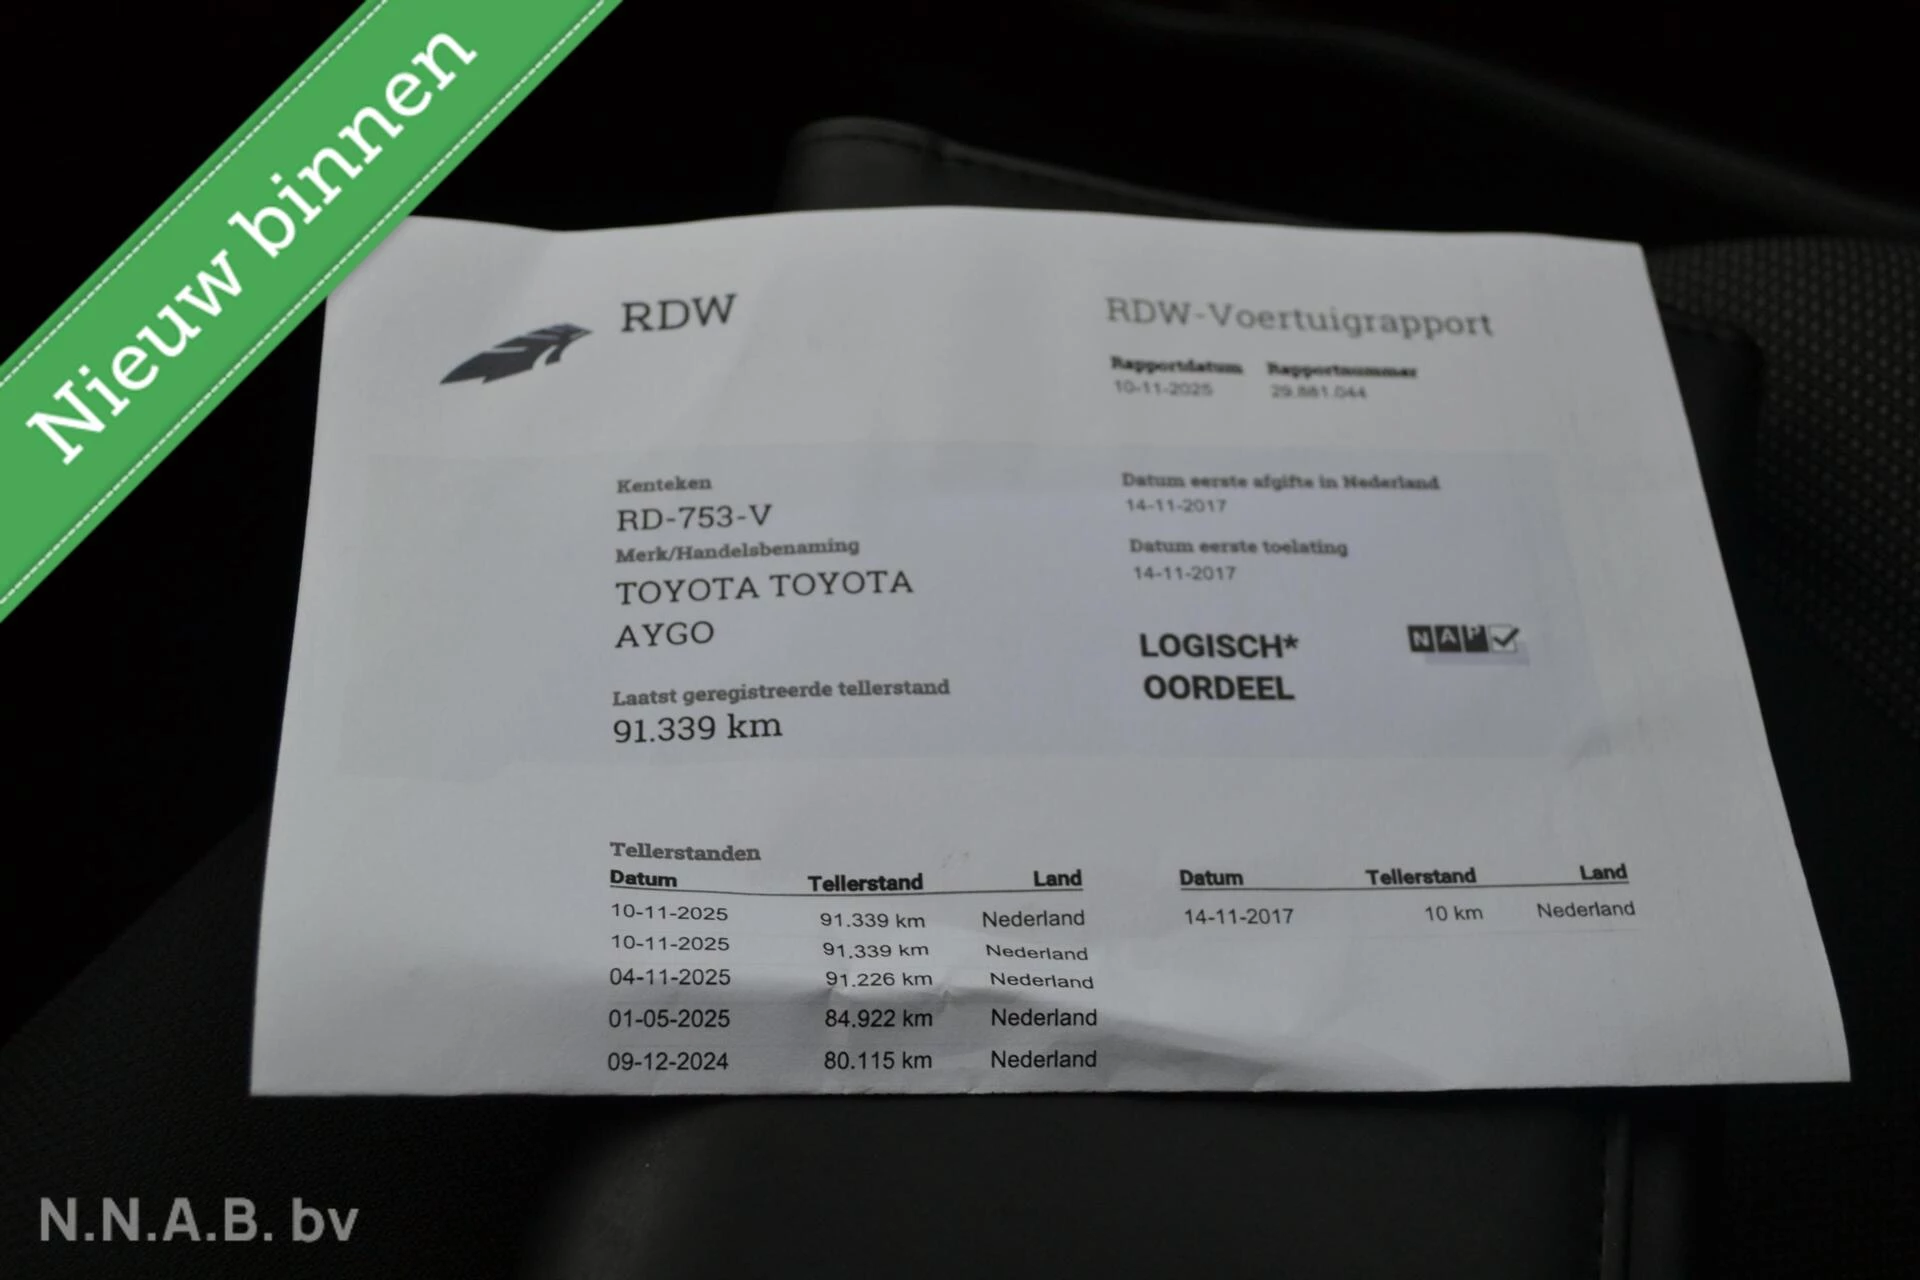 Nieuw binnen
RDW
RDW-Voertuigrapport
Rapportdatum Rapportnummer
10-11-2025 29.881.044
Kenteken
RD-753-V
Merk/Handelsbenaming
TOYOTA TOYOTA
AYGO
Laatst geregistreerde tellerstand
91.339 km
Datum eerste afgifte in Nederland
14-11-2017
Datum eerste toelating
14-11-2017
LOGISCH*
OORDEEL
NAP
Tellerstanden
Datum Tellerstand Land
10-11-2025 91.339 km Nederland
10-11-2025 91.339 km Nederland
04-11-2025 91.226 km Nederland
01-05-2025 84.922 km Nederland
09-12-2024 80.115 km Nederland
Datum Tellerstand Land
14-11-2017 10 km Nederland
N.N.A.B. bv